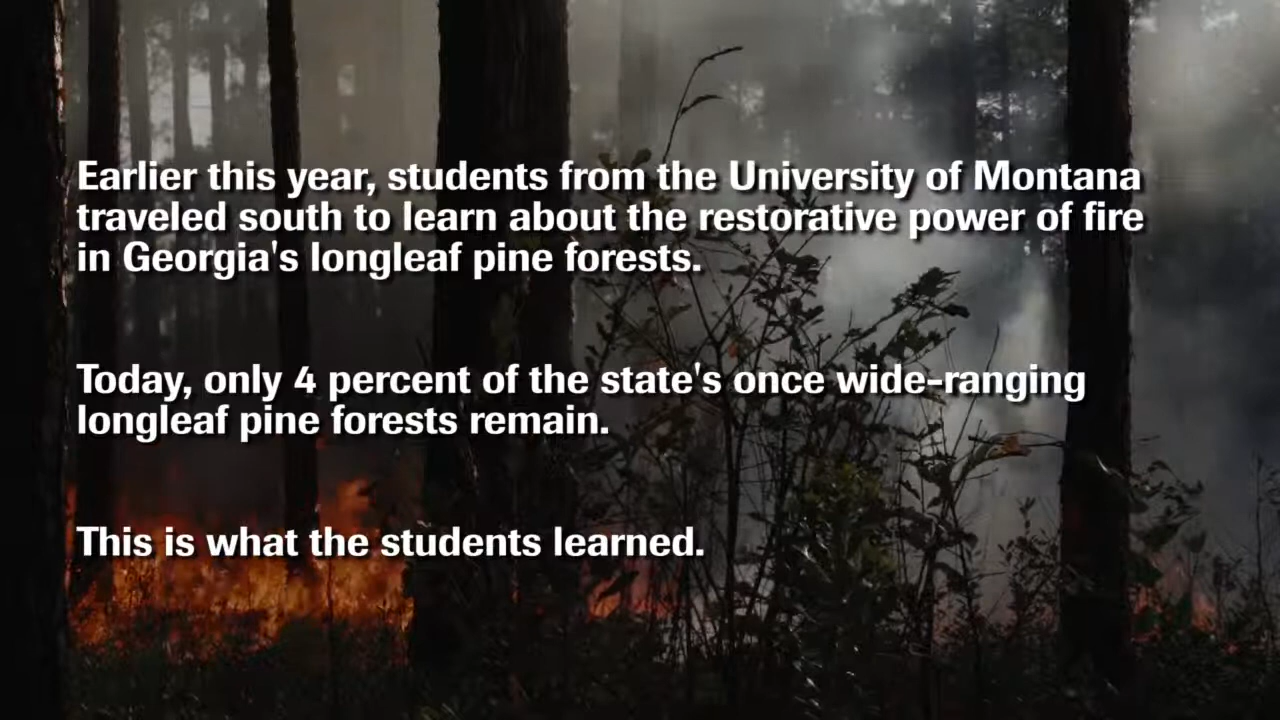 Earlier this year, students from the University of Montana
traveled south to learn about the restorative power of fire
in Georgia's longleaf pine forests.
Today, only 4 percent of the state's once wide-ranging
longleaf pine forests remain.
This is what the students learned.